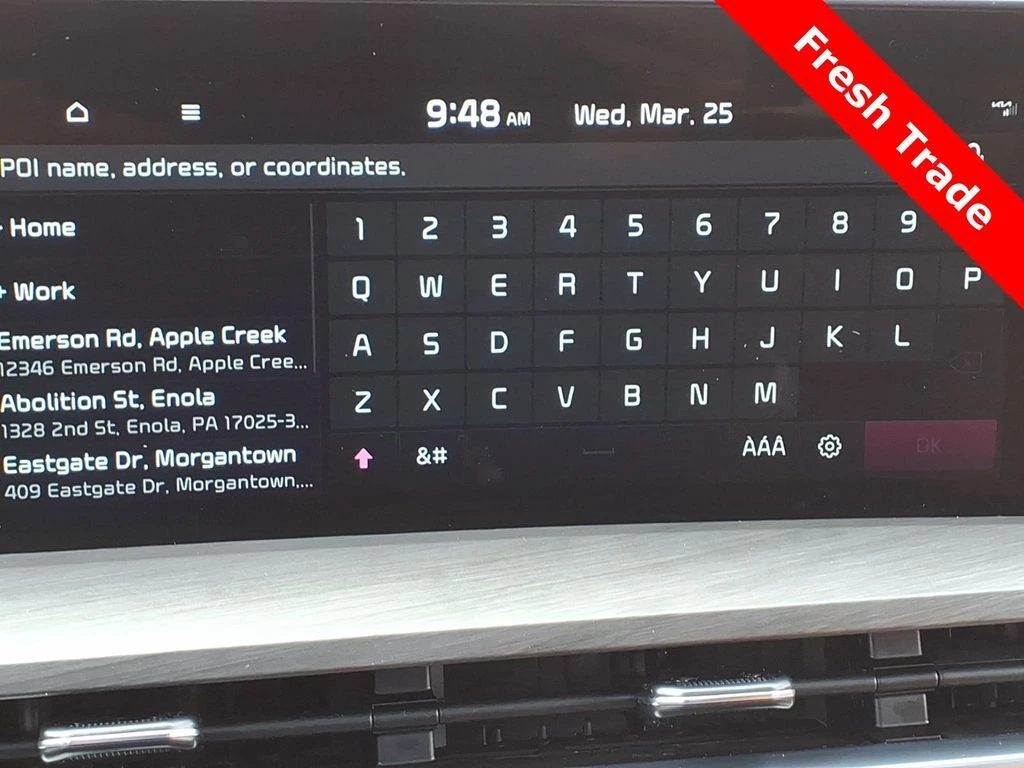 Fresh Trade
9:48 AM Wed, Mar. 25
POI name, address, or coordinates.
Home
+ Work
Emerson Rd, Apple Creek
12346 Emerson Rd, Apple Cree...
Abolition St, Enola
1328 2nd St, Enola, PA 17025-3...
Eastgate Dr, Morgantown
409 Eastgate Dr, Morgantown,...
1 2 3 4 5 6 7 8 9
Q W E R T Y U I O P
A S D F G H J K L
Z X C V B N M
&# ÀÁÂ OK